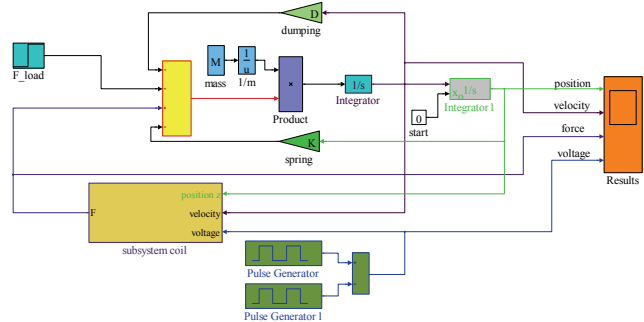 D
dumping
F_load
M
mass
1
u
1/m
×
Product
1/s
Integrator
x₀ 1/s
Integrator 1
0
start
K
spring
position
velocity
force
voltage
Results
F
position z
velocity
voltage
subsystem coil
Pulse Generator
Pulse Generator 1